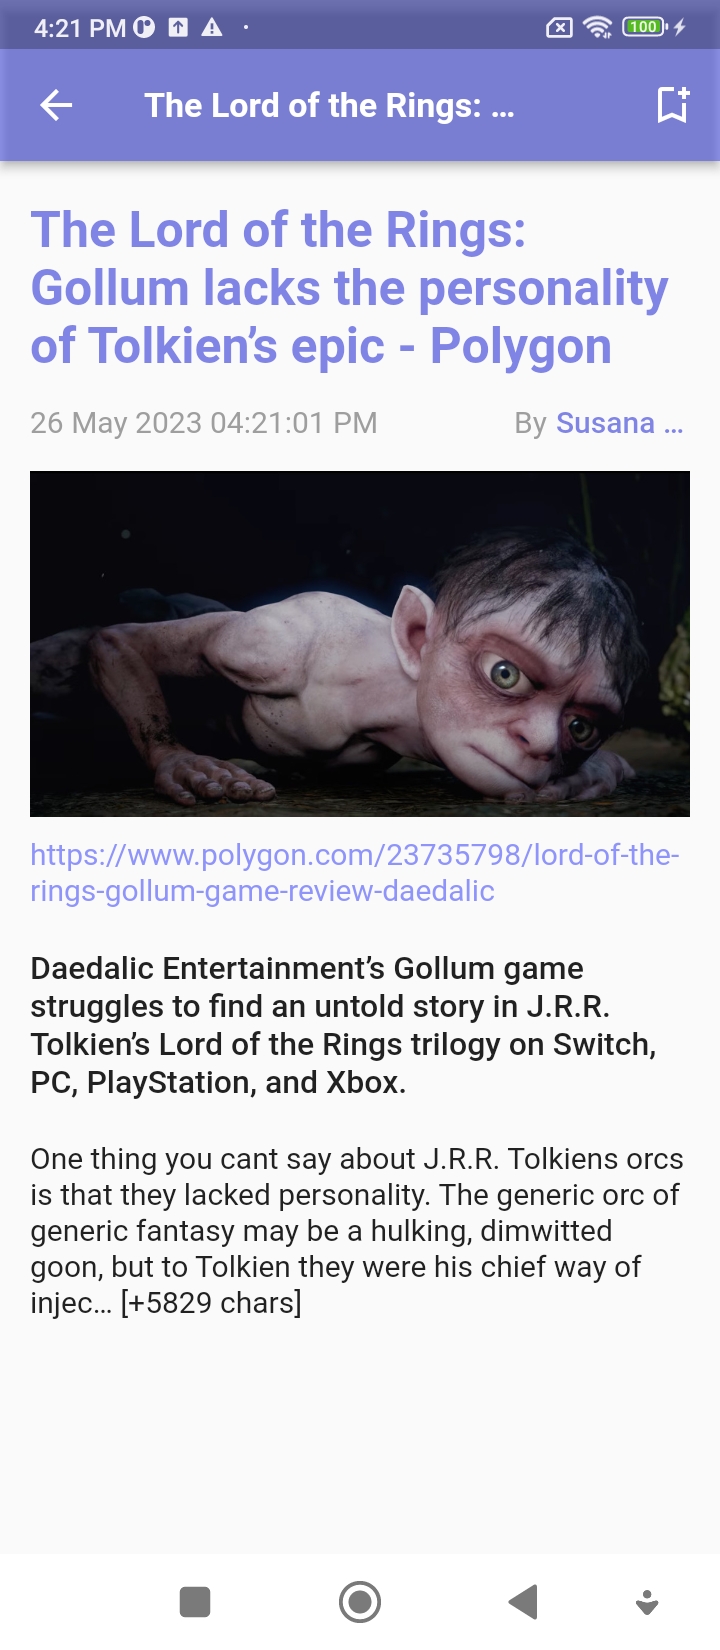 4:21 PM
100
The Lord of the Rings: ...
The Lord of the Rings:
Gollum lacks the personality
of Tolkien’s epic - Polygon
26 May 2023 04:21:01 PM
By Susana ...
https://www.polygon.com/23735798/lord-of-the-
rings-gollum-game-review-daedalic
Daedalic Entertainment’s Gollum game
struggles to find an untold story in J.R.R.
Tolkien’s Lord of the Rings trilogy on Switch,
PC, PlayStation, and Xbox.
One thing you cant say about J.R.R. Tolkiens orcs
is that they lacked personality. The generic orc of
generic fantasy may be a hulking, dimwitted
goon, but to Tolkien they were his chief way of
injec… [+5829 chars]